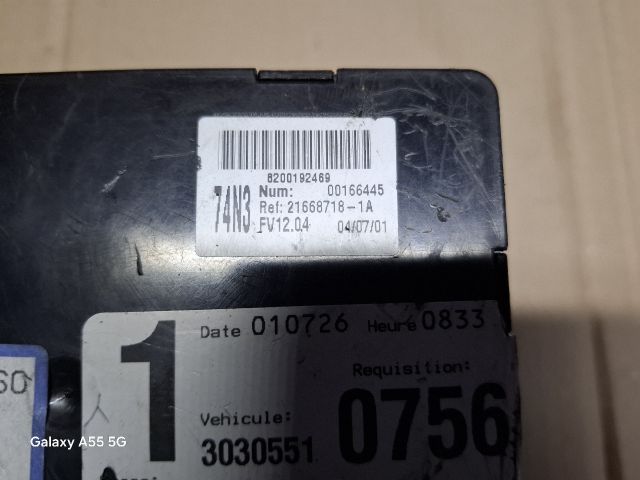 8200192469
74N3
Num: 00166445
Ref: 21668718-1A
FV12.04 04/07/01
1
Date 010726 Heure 0833
Requisition:
60
Vehicule: 0756
3030551
Galaxy A55 5G